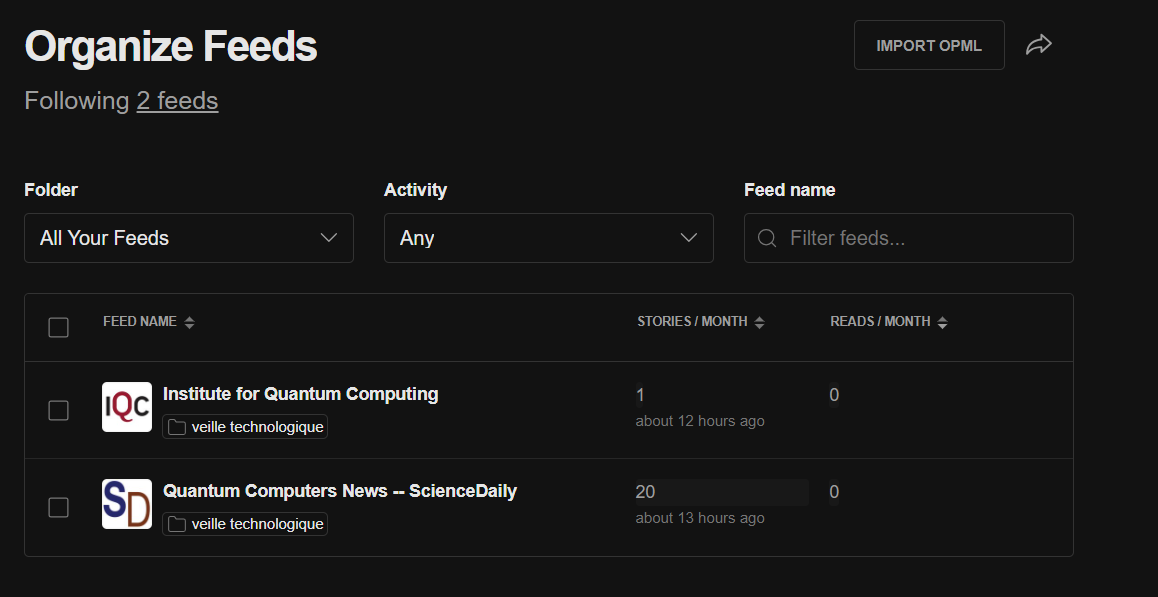 Organize Feeds
IMPORT OPML
Following 2 feeds
Folder
Activity
Feed name
All Your Feeds
Any
Filter feeds...
FEED NAME
STORIES / MONTH
READS / MONTH
IQC
Institute for Quantum Computing
1
0
veille technologique
about 12 hours ago
SD
Quantum Computers News -- ScienceDaily
20
0
veille technologique
about 13 hours ago